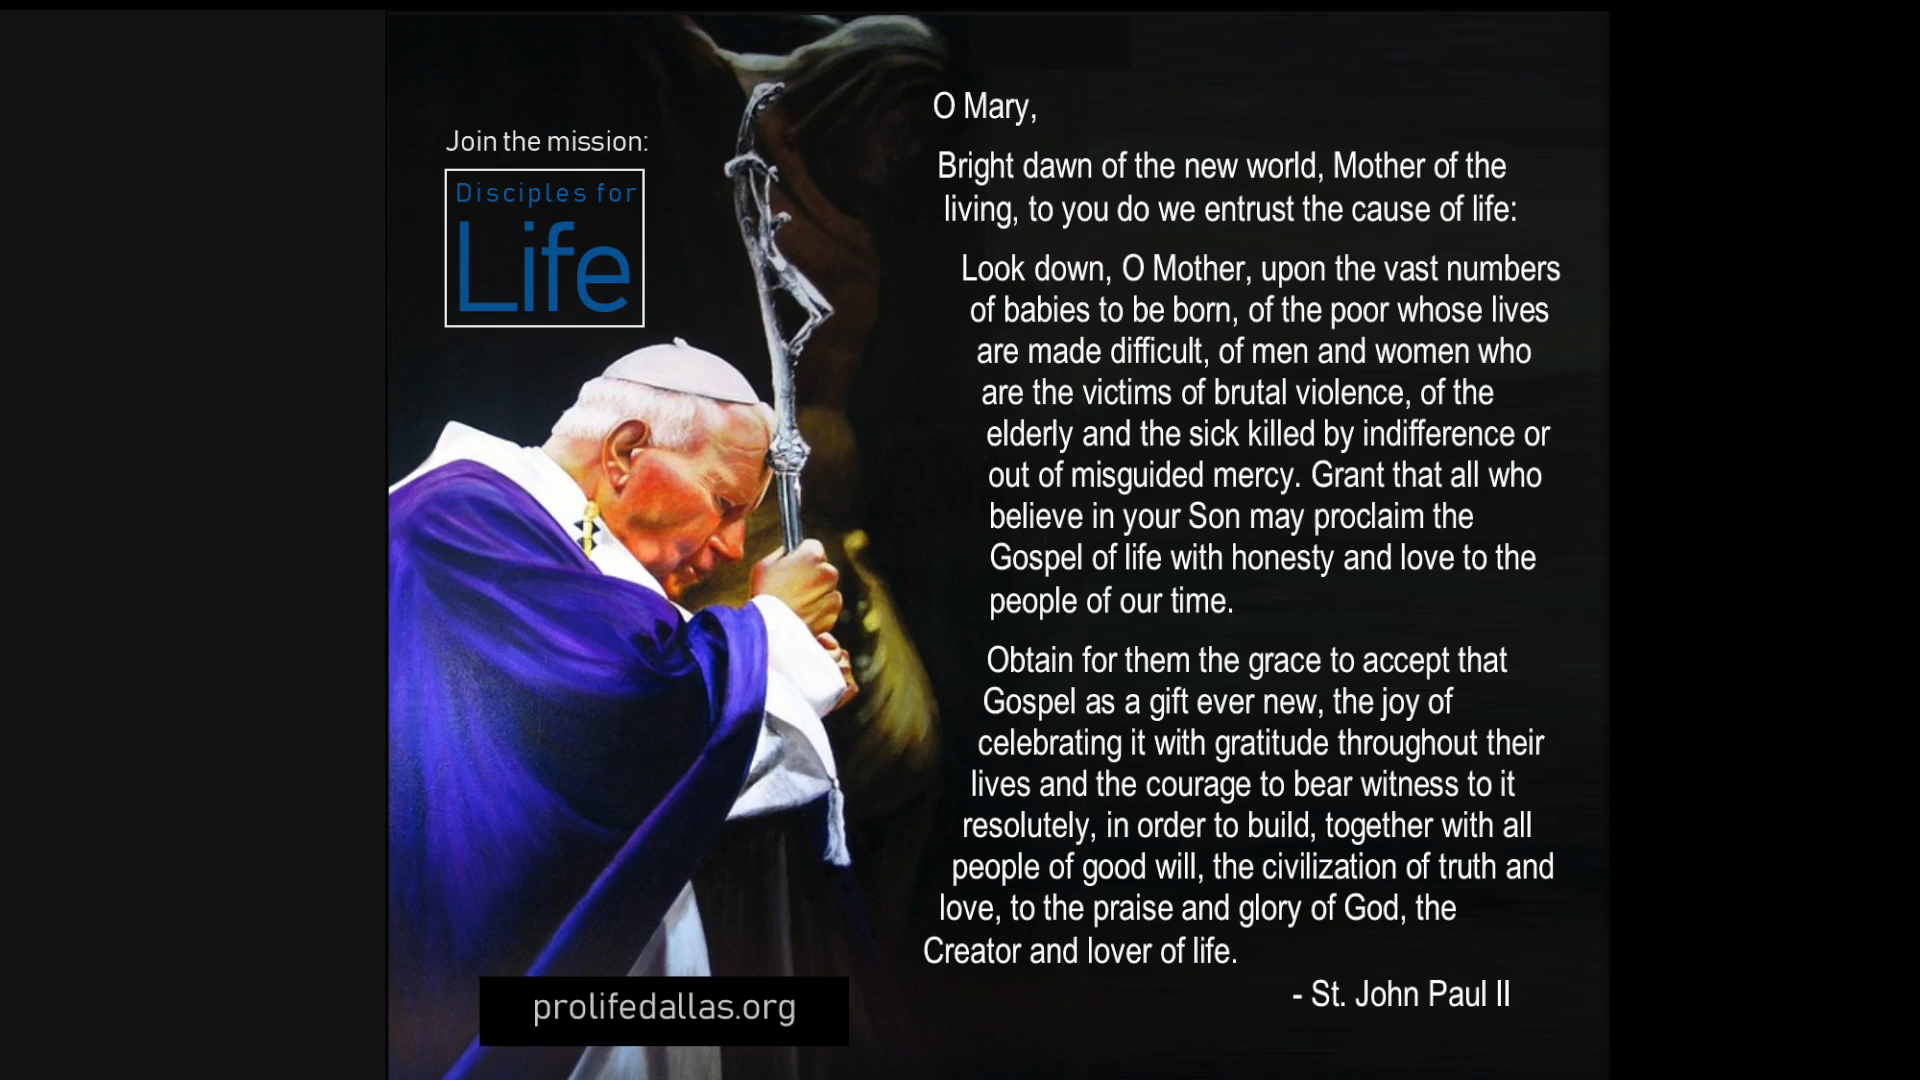 Join the mission:
Disciples for
Life
prolifedallas.org
O Mary,
Bright dawn of the new world, Mother of the
living, to you do we entrust the cause of life:
Look down, O Mother, upon the vast numbers
of babies to be born, of the poor whose lives
are made difficult, of men and women who
are the victims of brutal violence, of the
elderly and the sick killed by indifference or
out of misguided mercy. Grant that all who
believe in your Son may proclaim the
Gospel of life with honesty and love to the
people of our time.
Obtain for them the grace to accept that
Gospel as a gift ever new, the joy of
celebrating it with gratitude throughout their
lives and the courage to bear witness to it
resolutely, in order to build, together with all
people of good will, the civilization of truth and
love, to the praise and glory of God, the
Creator and lover of life.
- St. John Paul II